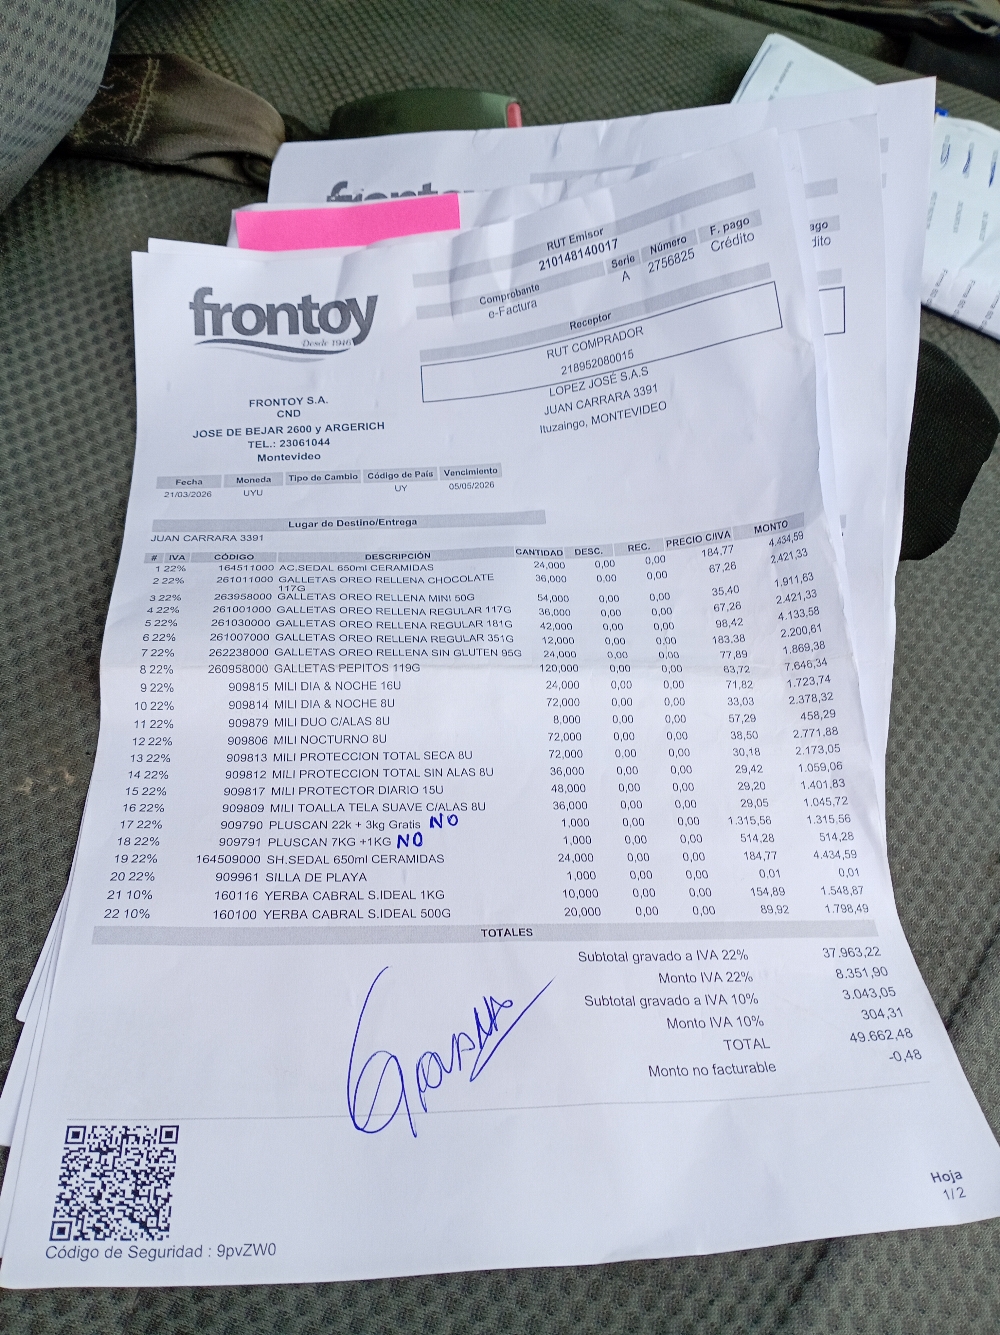 frontoy
Desde 1946
RUT Emisor
210148140017
Comprobante Serie Número F. pago
e-Factura A 2756825 Crédito
Receptor
RUT COMPRADOR
218952080015
LOPEZ JOSÉ S.A.S
JUAN CARRARA 3391
Ituzaingo, MONTEVIDEO
FRONTOY S.A.
CND
JOSE DE BEJAR 2600 y ARGERICH
TEL.: 23061044
Montevideo
Fecha Moneda Tipo de Cambio Código de País Vencimiento
21/03/2026 UYU UY 05/05/2026
Lugar de Destino/Entrega
JUAN CARRARA 3391
# IVA CÓDIGO DESCRIPCIÓN CANTIDAD DESC. REC. PRECIO C/IVA MONTO
1 22% 164511000 AC.SEDAL 650ml CERAMIDAS 24,000 0,00 0,00 184,77 4.434,59
2 22% 261011000 GALLETAS OREO RELLENA CHOCOLATE 117G 36,000 0,00 0,00 67,26 2.421,33
3 22% 263958000 GALLETAS OREO RELLENA MINI 50G 54,000 0,00 0,00 35,40 1.911,63
4 22% 261001000 GALLETAS OREO RELLENA REGULAR 117G 36,000 0,00 0,00 67,26 2.421,33
5 22% 261030000 GALLETAS OREO RELLENA REGULAR 181G 42,000 0,00 0,00 98,42 4.133,58
6 22% 261007000 GALLETAS OREO RELLENA REGULAR 351G 12,000 0,00 0,00 183,38 2.200,61
7 22% 262238000 GALLETAS OREO RELLENA SIN GLUTEN 95G 24,000 0,00 0,00 77,89 1.869,38
8 22% 260958000 GALLETAS PEPITOS 119G 120,000 0,00 0,00 63,72 7.646,34
9 22% 909815 MILI DIA & NOCHE 16U 24,000 0,00 0,00 71,82 1.723,74
10 22% 909814 MILI DIA & NOCHE 8U 72,000 0,00 0,00 33,03 2.378,32
11 22% 909879 MILI DUO C/ALAS 8U 8,000 0,00 0,00 57,29 458,29
12 22% 909806 MILI NOCTURNO 8U 72,000 0,00 0,00 38,50 2.771,88
13 22% 909813 MILI PROTECCION TOTAL SECA 8U 72,000 0,00 0,00 30,18 2.173,05
14 22% 909812 MILI PROTECCION TOTAL SIN ALAS 8U 36,000 0,00 0,00 29,42 1.059,06
15 22% 909817 MILI PROTECTOR DIARIO 15U 48,000 0,00 0,00 29,20 1.401,83
16 22% 909809 MILI TOALLA TELA SUAVE C/ALAS 8U 36,000 0,00 0,00 29,05 1.045,72
17 22% 909790 PLUSCAN 22k + 3kg Gratis NO 1,000 0,00 0,00 1.315,56 1.315,56
18 22% 909791 PLUSCAN 7KG +1KG NO 1,000 0,00 0,00 514,28 514,28
19 22% 164509000 SH.SEDAL 650ml CERAMIDAS 24,000 0,00 0,00 184,77 4.434,59
20 22% 909961 SILLA DE PLAYA 1,000 0,00 0,00 0,01 0,01
21 10% 160116 YERBA CABRAL S.IDEAL 1KG 10,000 0,00 0,00 154,89 1.548,87
22 10% 160100 YERBA CABRAL S.IDEAL 500G 20,000 0,00 0,00 89,92 1.798,49
TOTALES
Subtotal gravado a IVA 22% 37.963,22
Monto IVA 22% 8.351,90
Subtotal gravado a IVA 10% 3.043,05
Monto IVA 10% 304,31
TOTAL 49.662,48
Monto no facturable -0,48
Hoja
1/2
Código de Seguridad : 9pvZW0